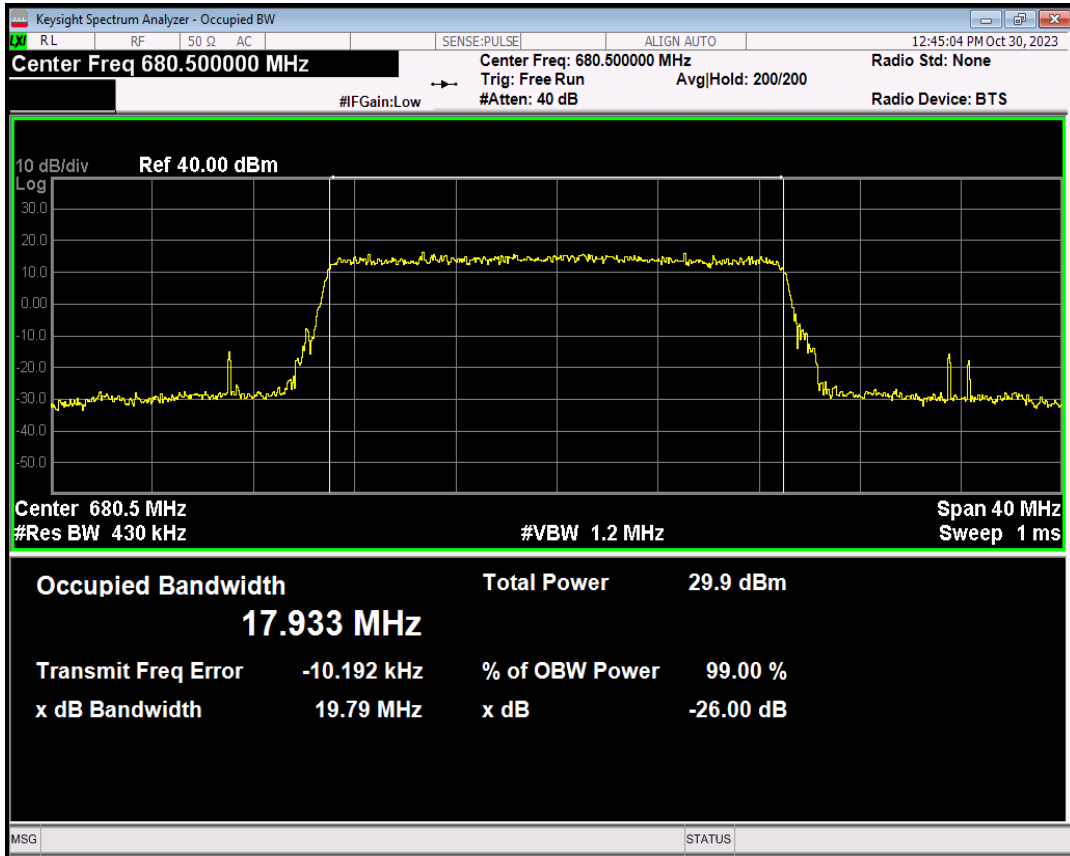 Keysight Spectrum Analyzer - Occupied BW
LXI RL RF 50 Ω AC SENSE:PULSE ALIGN AUTO 12:45:04 PM Oct 30, 2023
Center Freq 680.500000 MHz Center Freq: 680.500000 MHz Radio Std: None
Trig: Free Run Avg|Hold: 200/200
#IFGain:Low #Atten: 40 dB Radio Device: BTS
10 dB/div Ref 40.00 dBm
Log
30.0
20.0
10.0
0.00
-10.0
-20.0
-30.0
-40.0
-50.0
Center 680.5 MHz Span 40 MHz
#Res BW 430 kHz #VBW 1.2 MHz Sweep 1 ms
Occupied Bandwidth Total Power 29.9 dBm
17.933 MHz
Transmit Freq Error -10.192 kHz % of OBW Power 99.00 %
x dB Bandwidth 19.79 MHz x dB -26.00 dB
MSG STATUS